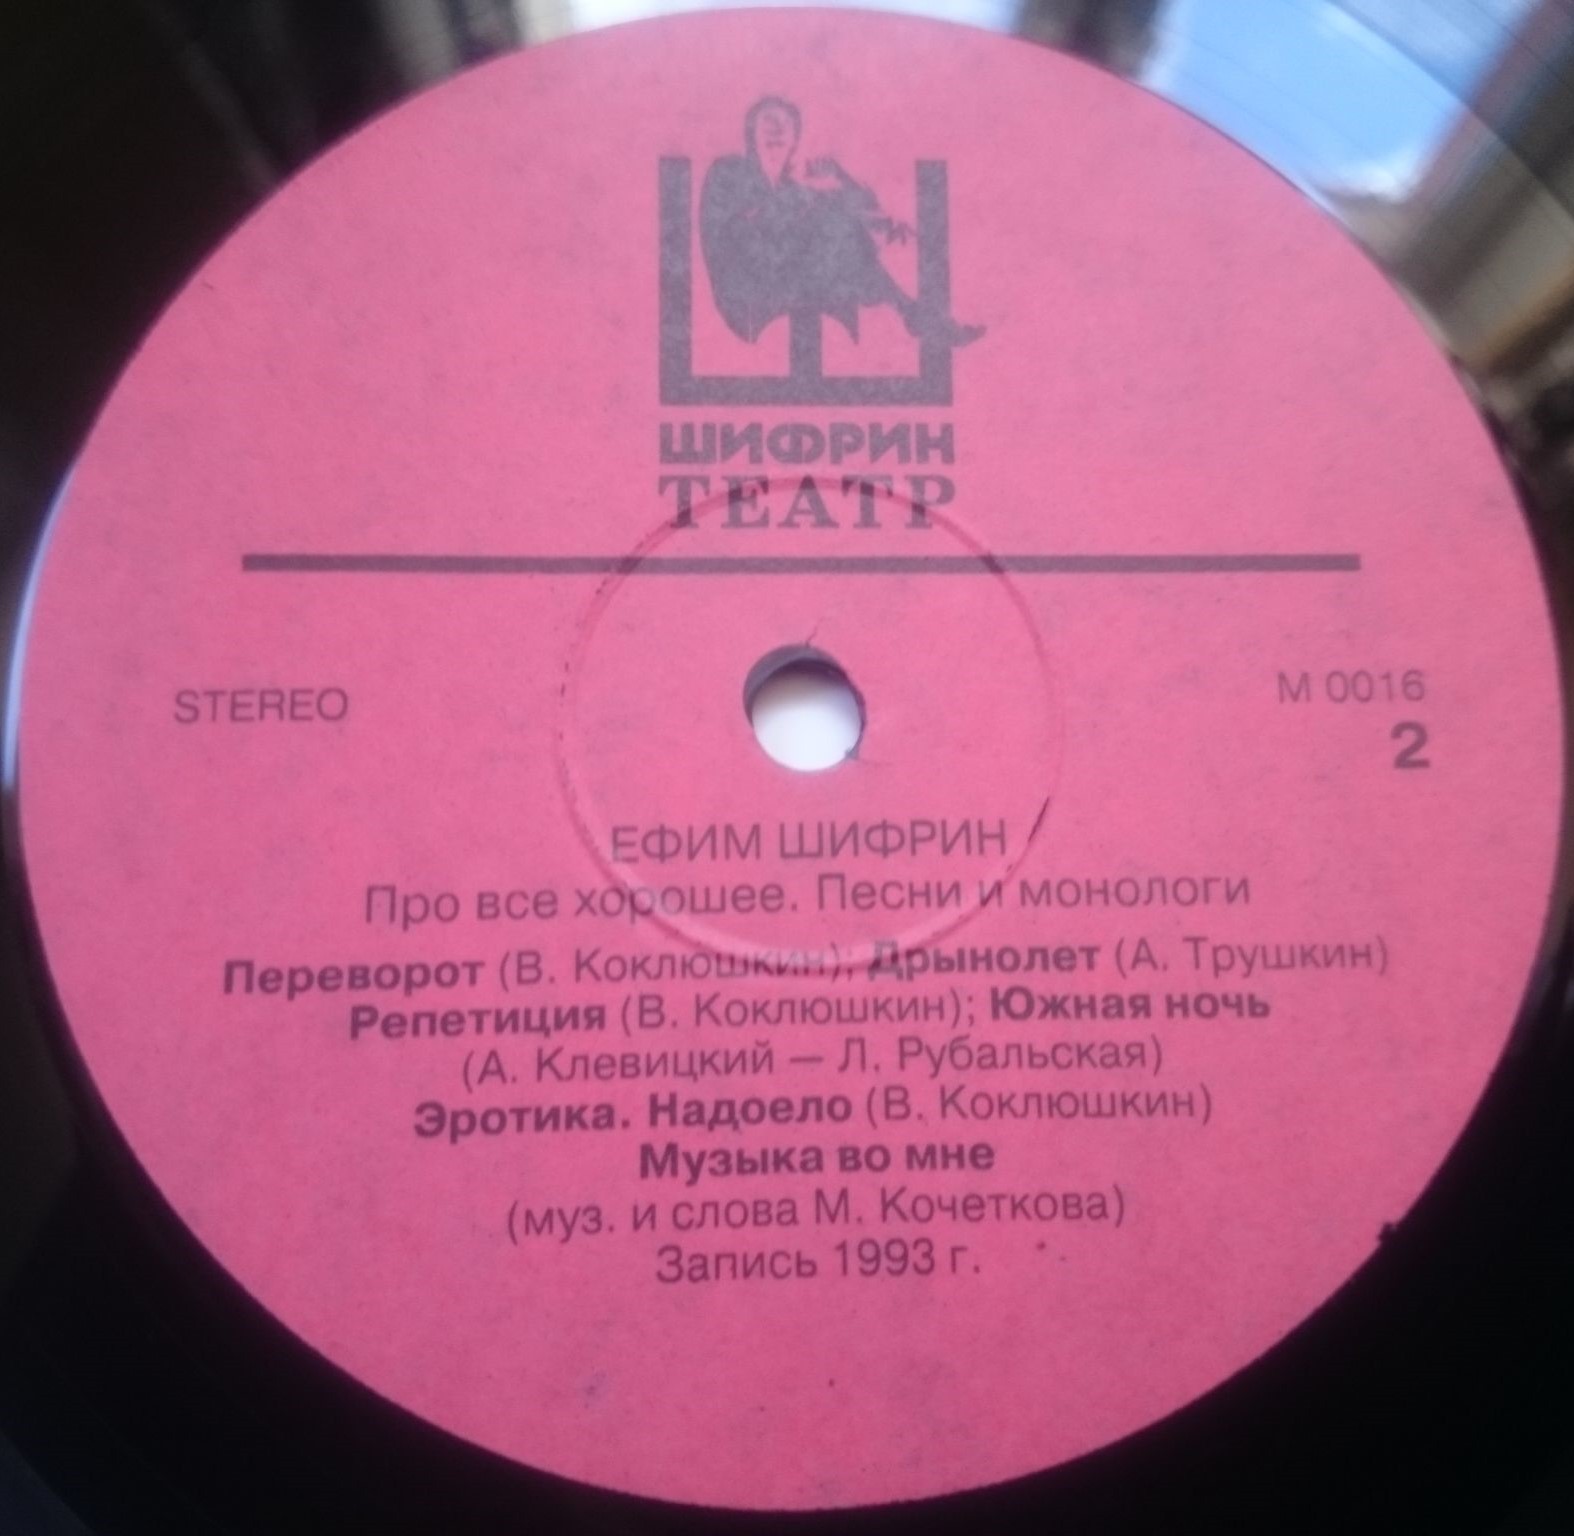 ШИФРИН
ТЕАТР
STEREO
М 0016
2
ЕФИМ ШИФРИН
Про все хорошее. Песни и монологи
Переворот (В. Коклюшкин); Дрынолет (А. Трушкин)
Репетиция (В. Коклюшкин); Южная ночь
(А. Клевицкий — Л. Рубальская)
Эротика. Надоело (В. Коклюшкин)
Музыка во мне
(муз. и слова М. Кочеткова)
Запись 1993 г.